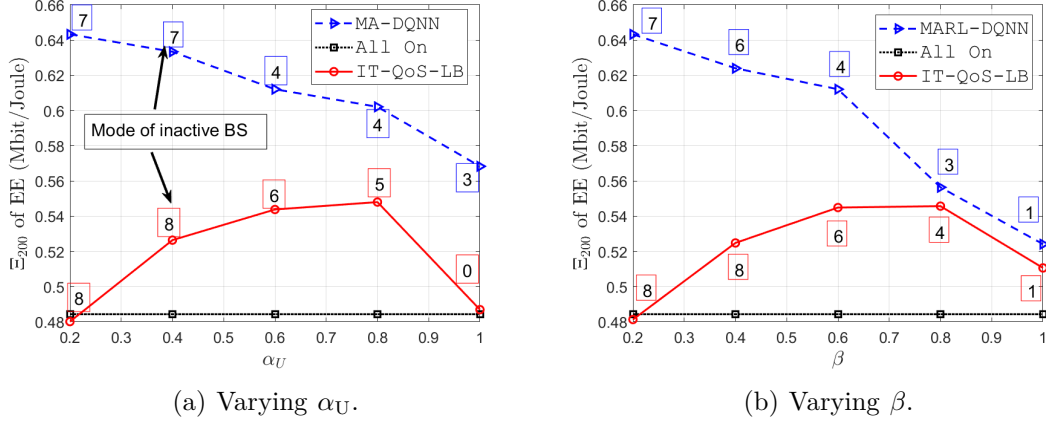 Ξ200 of EE (Mbit/Joule)
0.66
0.64
0.62
0.6
0.58
0.56
0.54
0.52
0.5
0.48
MA-DQNN
All On
IT-QoS-LB
Mode of inactive BS
7
7
4
4
3
8
8
6
5
0
0.2 0.3 0.4 0.5 0.6 0.7 0.8 0.9 1
αU
(a) Varying αU.
Ξ200 of EE (Mbit/Joule)
0.66
0.64
0.62
0.6
0.58
0.56
0.54
0.52
0.5
0.48
MARL-DQNN
All On
IT-QoS-LB
7
6
4
3
1
8
8
6
4
1
0.2 0.3 0.4 0.5 0.6 0.7 0.8 0.9 1
β
(b) Varying β.